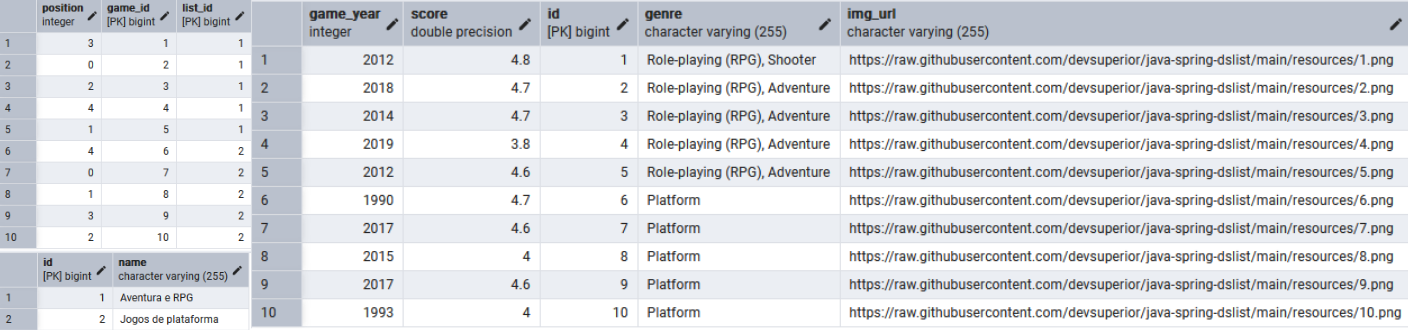 position game_id list_id
integer [PK] bigint [PK] bigint
1 3 1 1
2 0 2 1
3 2 3 1
4 4 4 1
5 1 5 1
6 4 6 2
7 0 7 2
8 1 8 2
9 3 9 2
10 2 10 2
id name
[PK] bigint character varying (255)
1 1 Aventura e RPG
2 2 Jogos de plataforma
game_year score id genre img_url
integer double precision [PK] bigint character varying (255) character varying (255)
1 2012 4.8 1 Role-playing (RPG), Shooter https://raw.githubusercontent.com/devsuperior/java-spring-dslist/main/resources/1.png
2 2018 4.7 2 Role-playing (RPG), Adventure https://raw.githubusercontent.com/devsuperior/java-spring-dslist/main/resources/2.png
3 2014 4.7 3 Role-playing (RPG), Adventure https://raw.githubusercontent.com/devsuperior/java-spring-dslist/main/resources/3.png
4 2019 3.8 4 Role-playing (RPG), Adventure https://raw.githubusercontent.com/devsuperior/java-spring-dslist/main/resources/4.png
5 2012 4.6 5 Role-playing (RPG), Adventure https://raw.githubusercontent.com/devsuperior/java-spring-dslist/main/resources/5.png
6 1990 4.7 6 Platform https://raw.githubusercontent.com/devsuperior/java-spring-dslist/main/resources/6.png
7 2017 4.6 7 Platform https://raw.githubusercontent.com/devsuperior/java-spring-dslist/main/resources/7.png
8 2015 4 8 Platform https://raw.githubusercontent.com/devsuperior/java-spring-dslist/main/resources/8.png
9 2017 4.6 9 Platform https://raw.githubusercontent.com/devsuperior/java-spring-dslist/main/resources/9.png
10 1993 4 10 Platform https://raw.githubusercontent.com/devsuperior/java-spring-dslist/main/resources/10.png